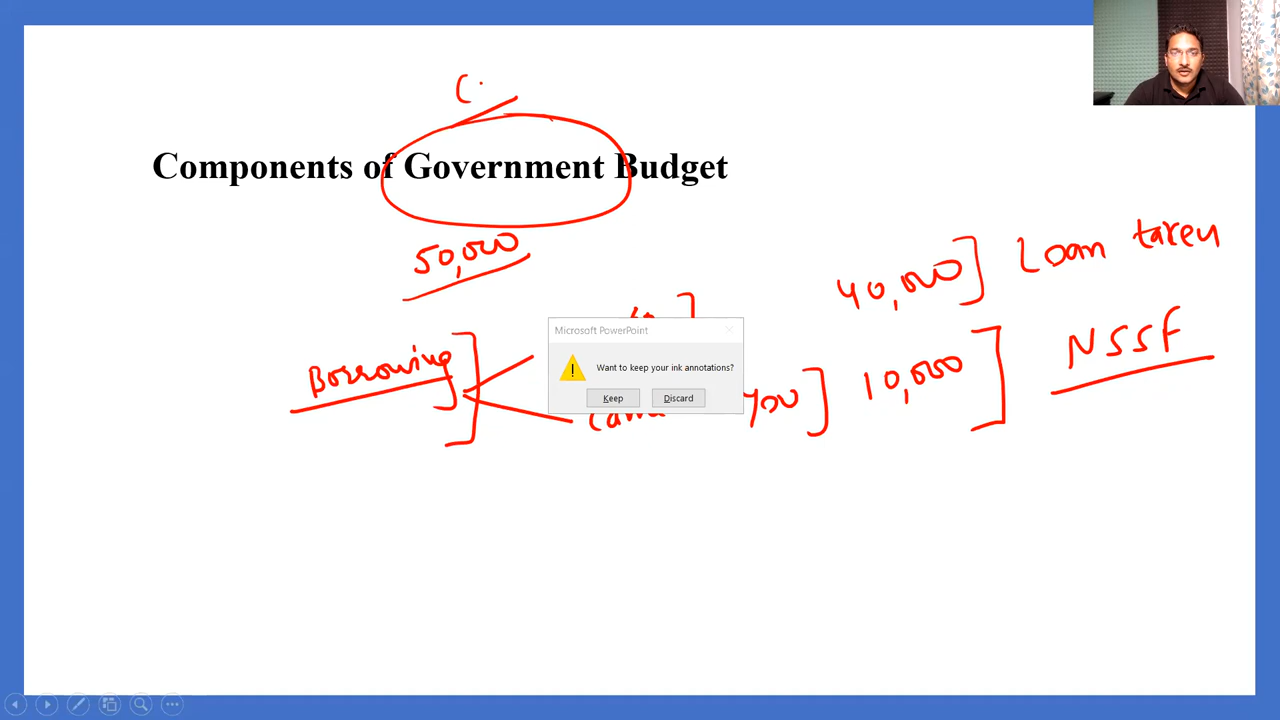 Components of Government Budget
50,000
40,000] Loan taken
Borrowing
10,000] NSSF
Microsoft PowerPoint
Want to keep your ink annotations?
Keep
Discard